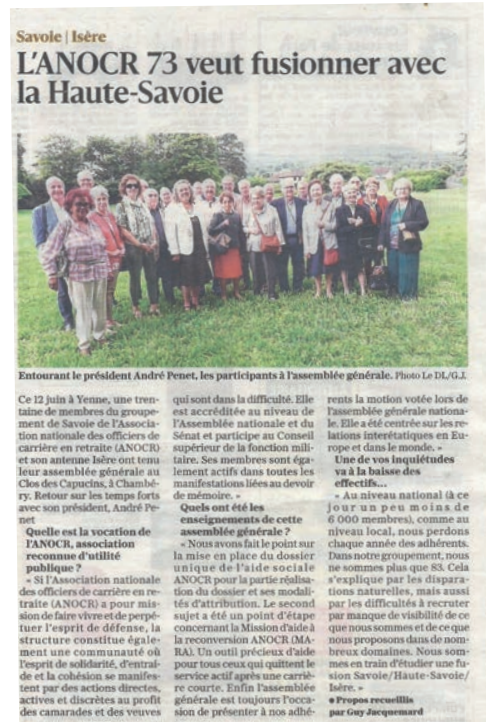 Savoie | Isère
L'ANOCR 73 veut fusionner avec
la Haute-Savoie
Entourant le président André Penet, les participants à l'assemblée générale. Photo Le DL/G.J.
Ce 12 juin à Yenne, une tren-
taine de membres du groupe-
ment de Savoie de l'Associa-
tion nationale des officiers de
carrière en retraite (ANOCR)
et son antenne Isère ont tenu
leur assemblée générale au
Clos des Capucins, à Chambé-
ry. Retour sur les temps forts
avec son président, André Pe-
net
Quelle est la vocation de
l'ANOCR, association
reconnue d'utilité
publique ?
« Si l'Association nationale
des officiers de carrière en re-
traite (ANOCR) a pour mis-
sion de faire vivre et de perpé-
tuer l'esprit de défense, la
structure constitue égale-
ment une communauté où
l'esprit de solidarité, d'entrai-
de et la cohésion se manifes-
tent par des actions directes,
actives et discrètes au profit
des camarades et des veuves
qui sont dans la difficulté. Elle
est accréditée au niveau de
l'Assemblée nationale et du
Sénat et participe au Conseil
supérieur de la fonction mili-
taire. Ses membres sont égale-
ment actifs dans toutes les
manifestations liées au devoir
de mémoire. »
Quels ont été les
enseignements de cette
assemblée générale ?
« Nous avons fait le point sur
la mise en place du dossier
unique de l'aide sociale
ANOCR pour la partie réalisa-
tion du dossier et ses modali-
tés d'attribution. Le second
sujet a été un point d'étape
concernant la Mission d'aide à
la reconversion ANOCR (MA-
RA). Un outil précieux d'aide
pour tous ceux qui quittent le
service actif après une carriè-
re courte. Enfin l'assemblée
générale est toujours l'occa-
sion de présenter à nos adhé-
rents la motion votée lors de
l'assemblée générale nationa-
le. Elle a été centrée sur les re-
lations interétatiques en Eu-
rope et dans le monde. »
Une de vos inquiétudes
va à la baisse des
effectifs...
« Au niveau national (à ce
jour un peu moins de
6 000 membres), comme au
niveau local, nous perdons
chaque année des adhérents.
Dans notre groupement, nous
ne sommes plus que 83. Cela
s'explique par les dispara-
tions naturelles, mais aussi
par les difficultés à recruter
par manque de visibilité de ce
que nous sommes et de ce que
nous proposons dans de nom-
breux domaines. Nous som-
mes en train d'étudier une fu-
sion Savoie/Haute-Savoie/
Isère. »
● Propos recueillis
par Guy Jacquemard